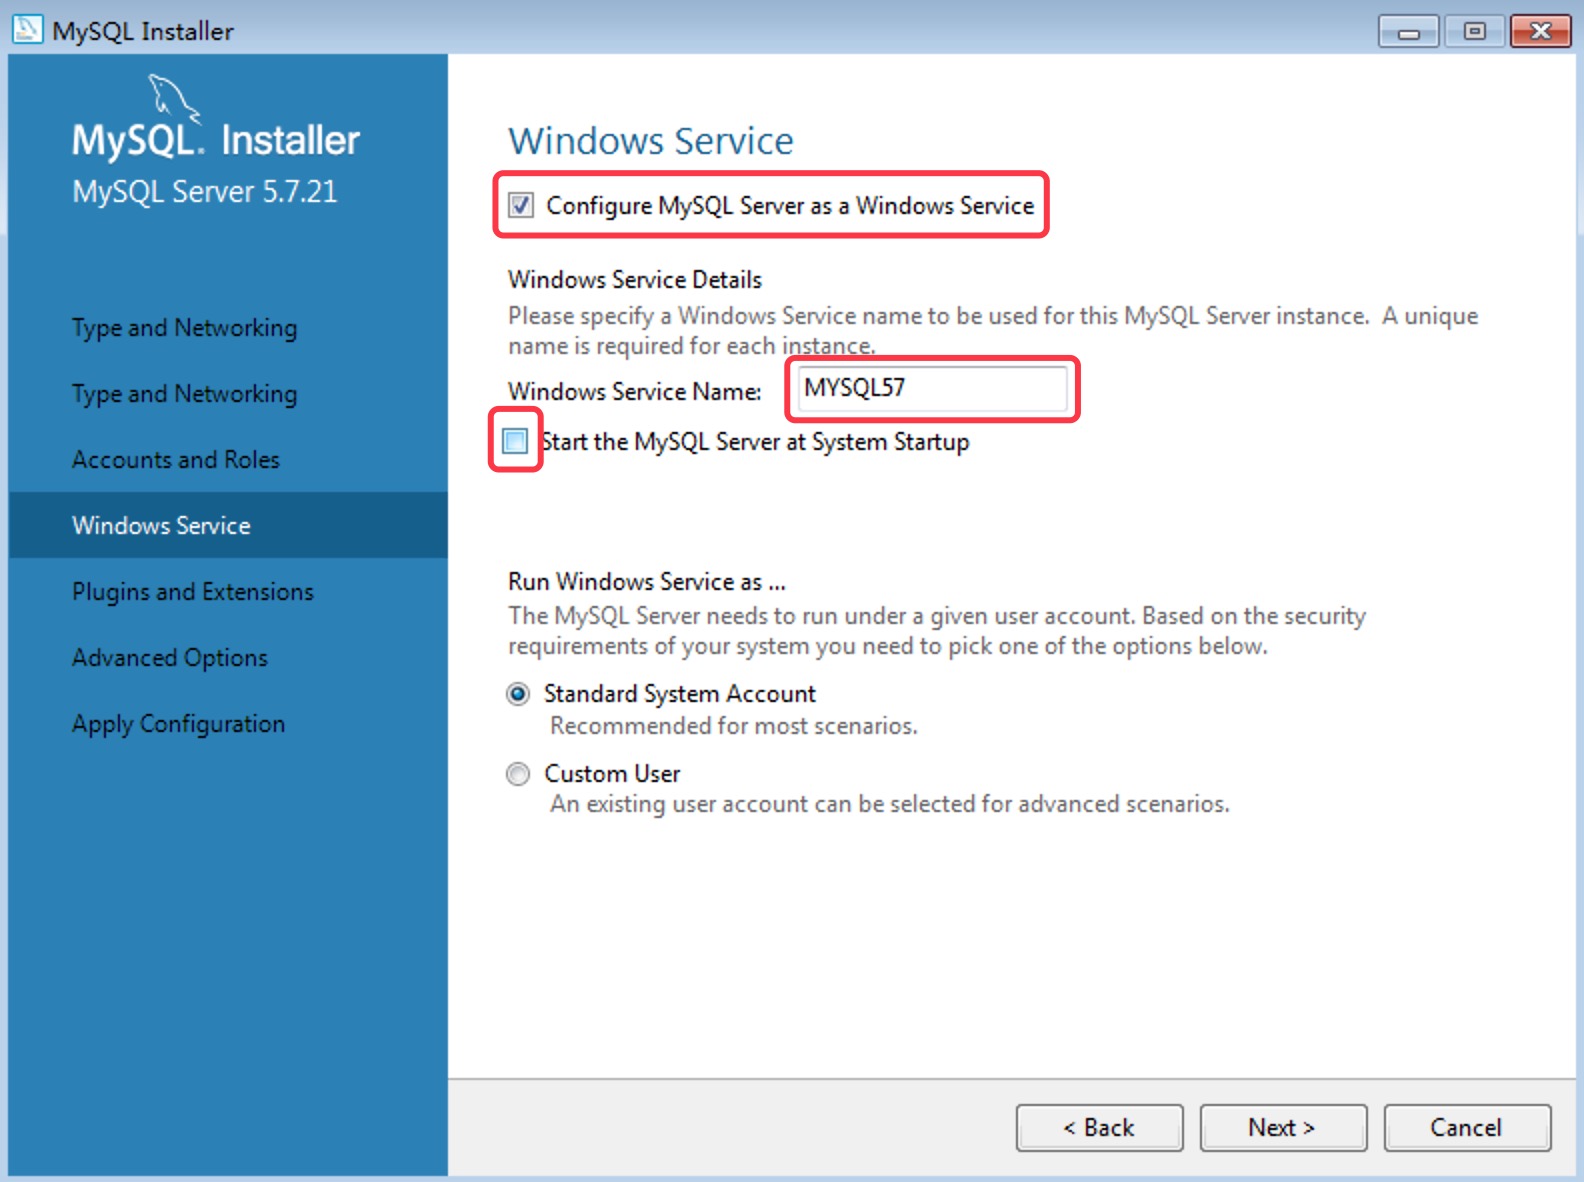 MySQL Installer
MySQL. Installer
MySQL Server 5.7.21
Type and Networking
Type and Networking
Accounts and Roles
Windows Service
Plugins and Extensions
Advanced Options
Apply Configuration
Windows Service
Configure MySQL Server as a Windows Service
Windows Service Details
Please specify a Windows Service name to be used for this MySQL Server instance.  A unique
name is required for each instance.
Windows Service Name: MYSQL57
Start the MySQL Server at System Startup
Run Windows Service as ...
The MySQL Server needs to run under a given user account. Based on the security
requirements of your system you need to pick one of the options below.
Standard System Account
Recommended for most scenarios.
Custom User
An existing user account can be selected for advanced scenarios.
< Back Next > Cancel